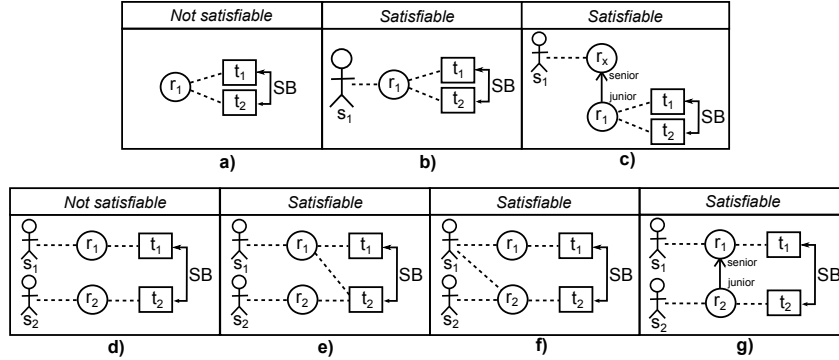 Not satisfiable
Satisfiable
Satisfiable
r1
t1
t2
SB
s1
r1
t1
t2
SB
s1
rx
senior
junior
r1
t1
t2
SB
a)
b)
c)
Not satisfiable
Satisfiable
Satisfiable
Satisfiable
s1
r1
t1
SB
s2
r2
t2
s1
r1
t1
SB
s2
r2
t2
s1
r1
t1
SB
s2
r2
t2
s1
r1
t1
senior
junior
SB
s2
r2
t2
d)
e)
f)
g)